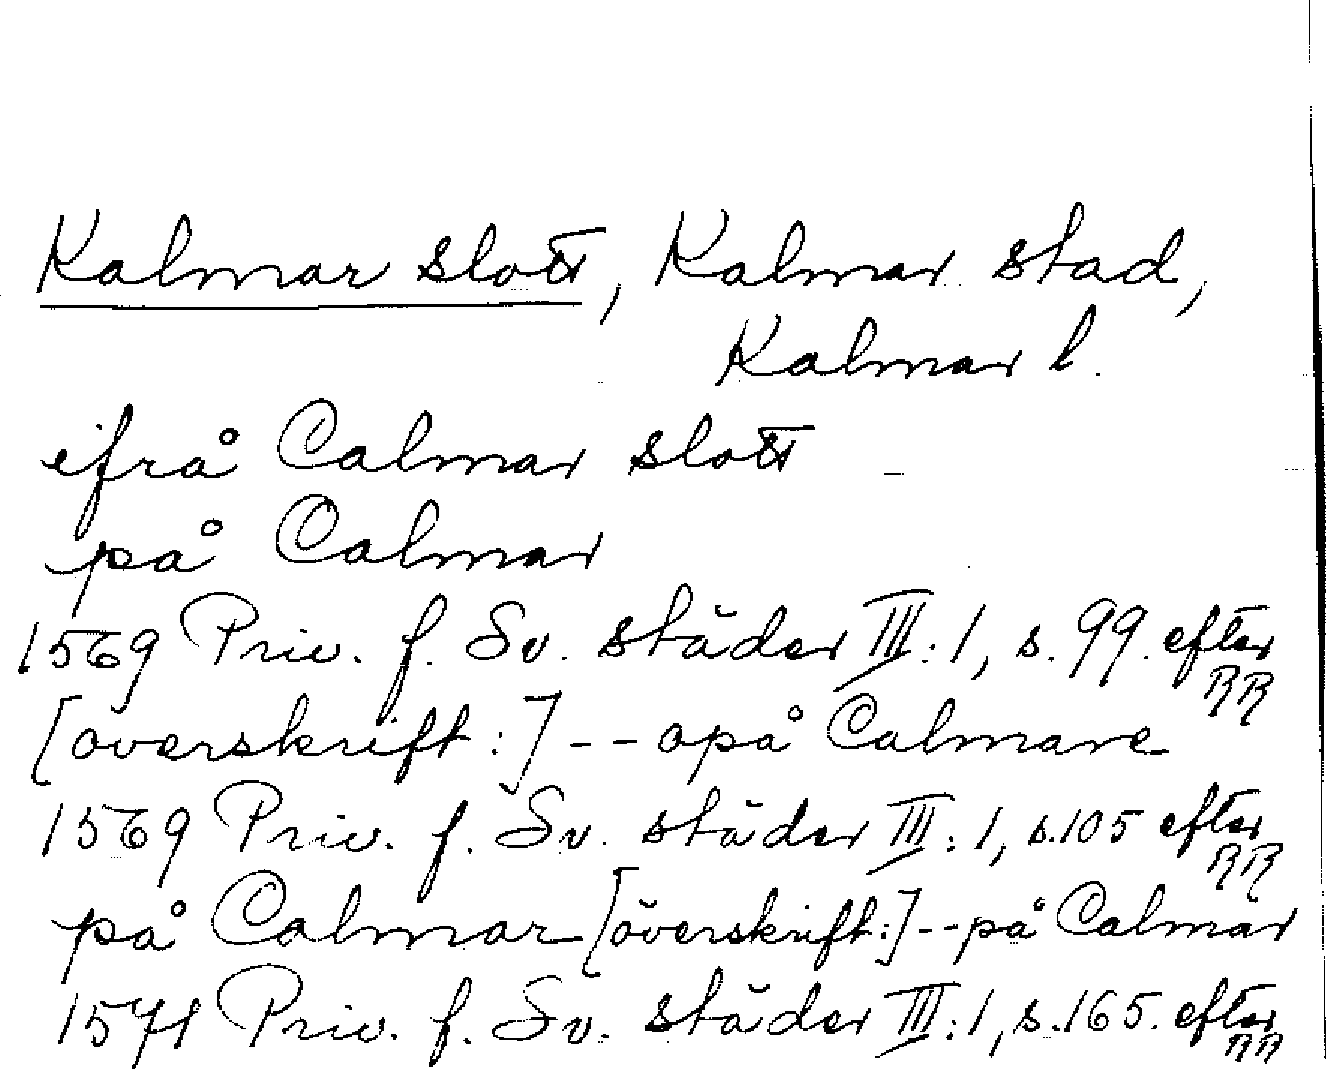 Kalmar slott, Kalmar stad,
Kalmar l.
ifrå Calmar slott
på Calmar
1569 Priv. f. Sv. städer III:1, s. 99. efter RR
[överskrift:] -- opå Calmare
1569 Priv. f. Sv. städer III:1, s. 105 efter RR
på Calmar [överskrift:] -- på Calmar
1571 Priv. f. Sv. städer III:1, s. 165. efter RR